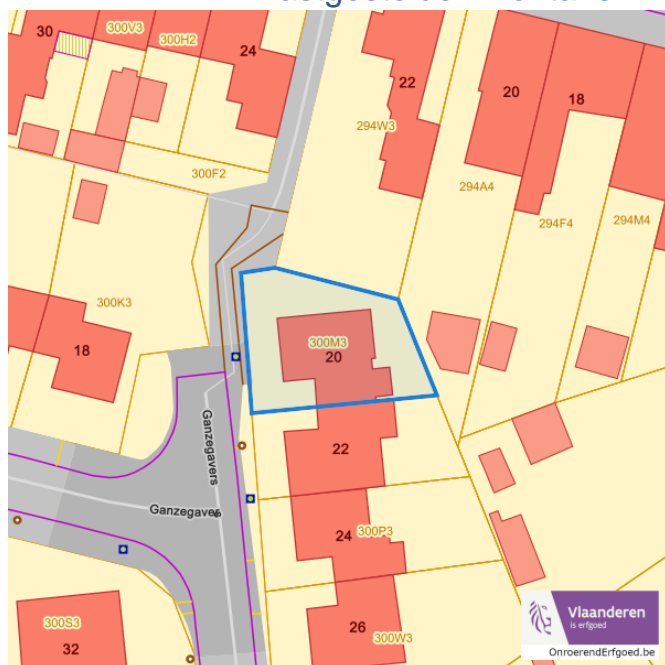 30
300V3
300H2
24
22
20
18
294W3
300F2
294A4
294F4
294M4
300K3
18
300M3
20
Ganzegavers
22
Ganzegavers
24
300P3
300S3
32
26
300W3
Vlaanderen
is erfgoed
OnroerendErfgoed.be